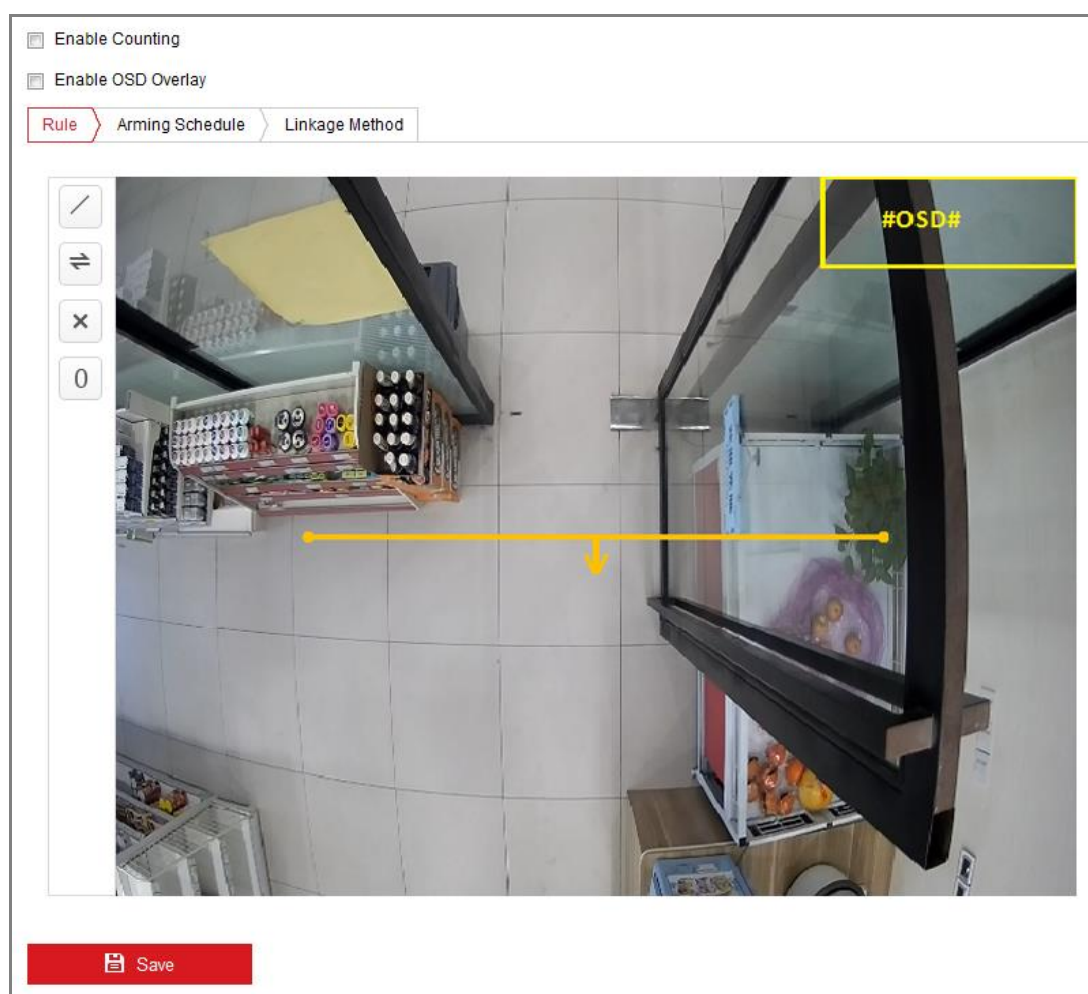 Enable Counting
Enable OSD Overlay
Rule Arming Schedule Linkage Method
#OSD#
0
Save